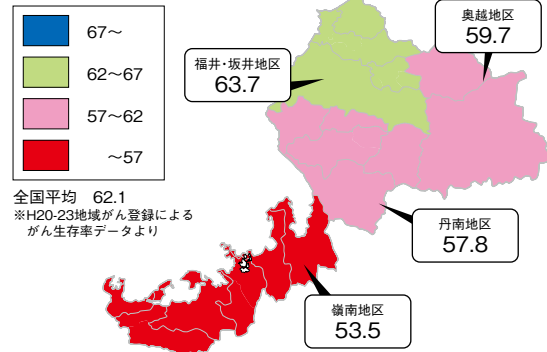 67～
62～67
57～62
～57
全国平均　62.1
※H20-23地域がん登録による
がん生存率データより
福井・坂井地区
63.7
奥越地区
59.7
丹南地区
57.8
嶺南地区
53.5